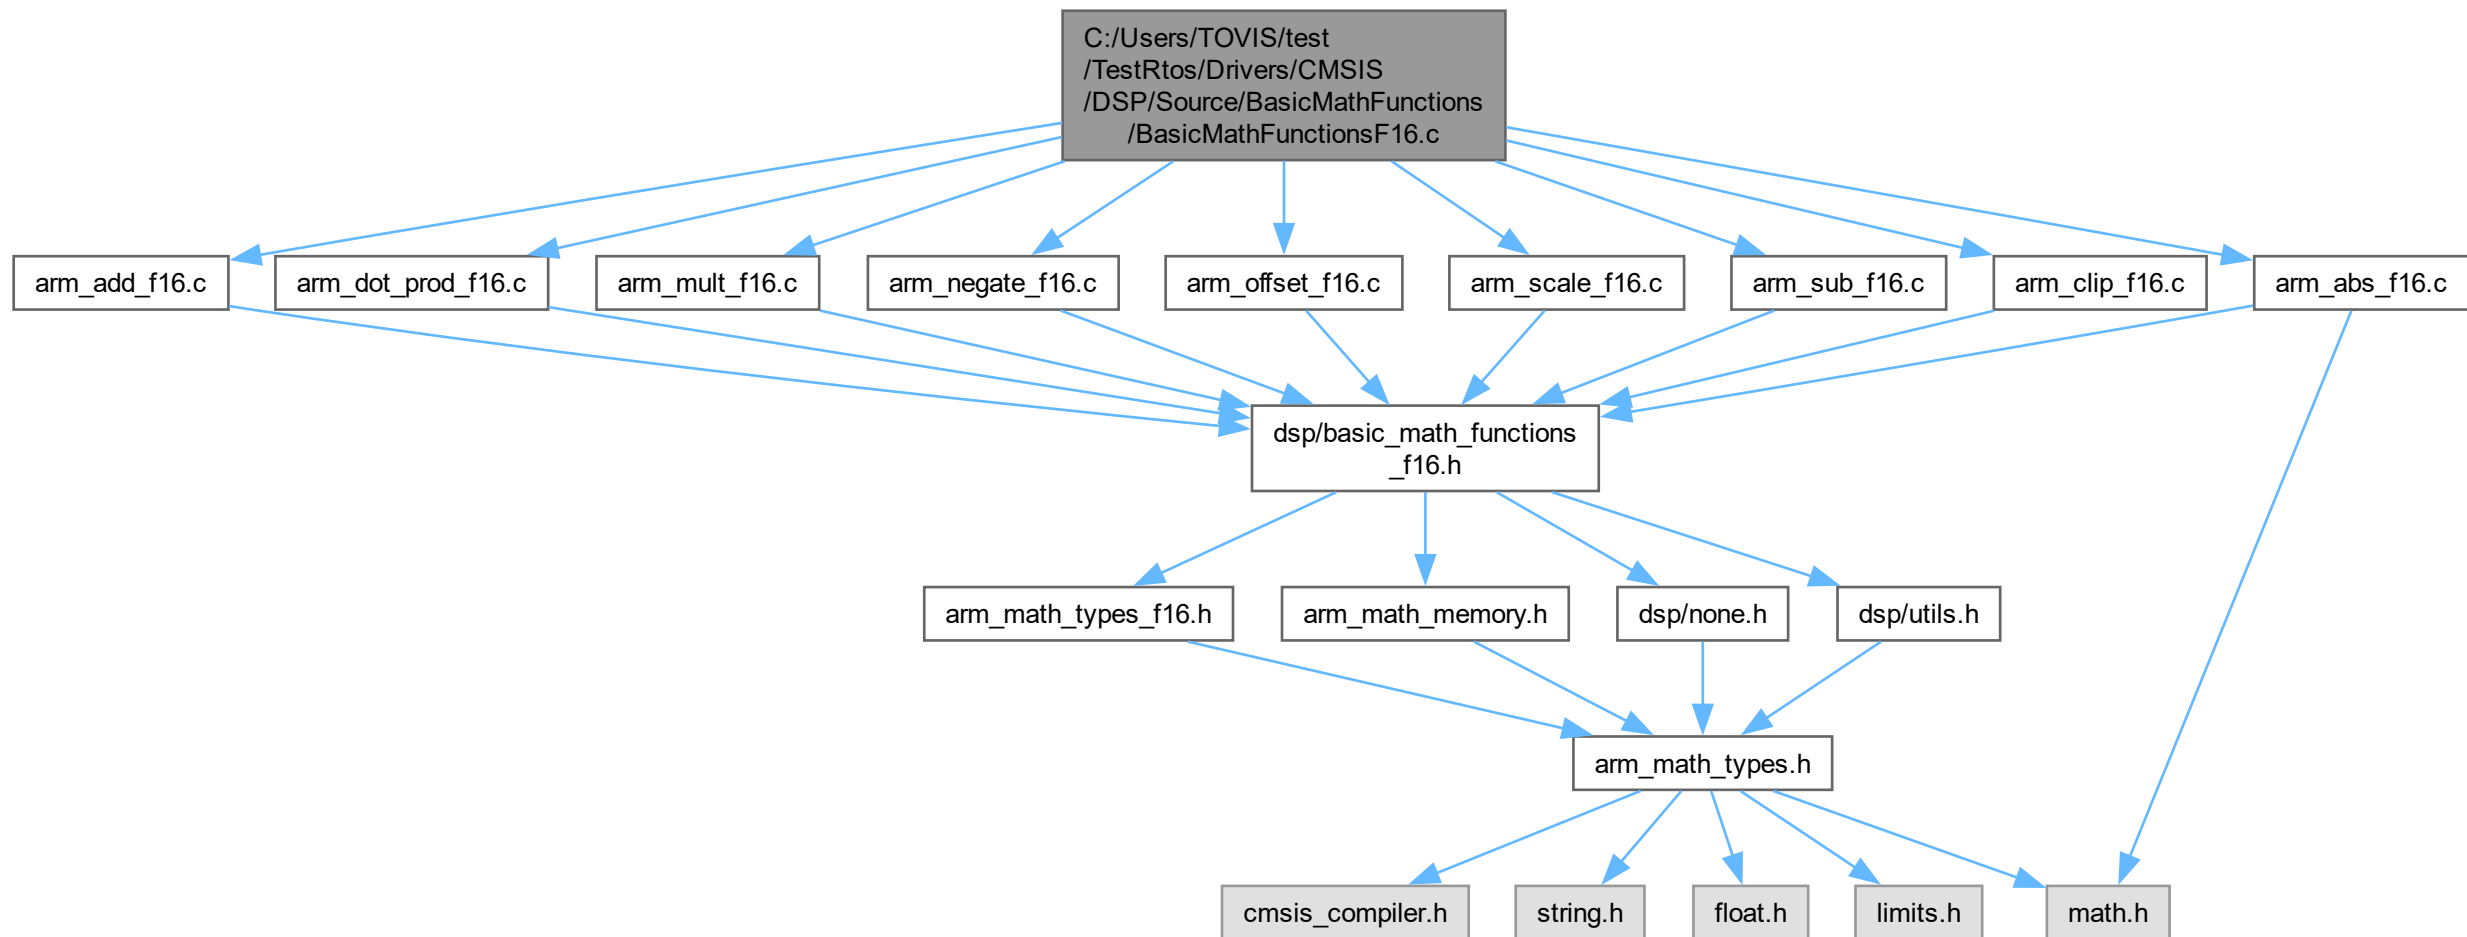 C:/Users/TOVIS/test
/TestRtos/Drivers/CMSIS
/DSP/Source/BasicMathFunctions
/BasicMathFunctionsF16.c
arm_add_f16.c
arm_dot_prod_f16.c
arm_mult_f16.c
arm_negate_f16.c
arm_offset_f16.c
arm_scale_f16.c
arm_sub_f16.c
arm_clip_f16.c
arm_abs_f16.c
dsp/basic_math_functions
_f16.h
arm_math_types_f16.h
arm_math_memory.h
dsp/none.h
dsp/utils.h
arm_math_types.h
cmsis_compiler.h
string.h
float.h
limits.h
math.h